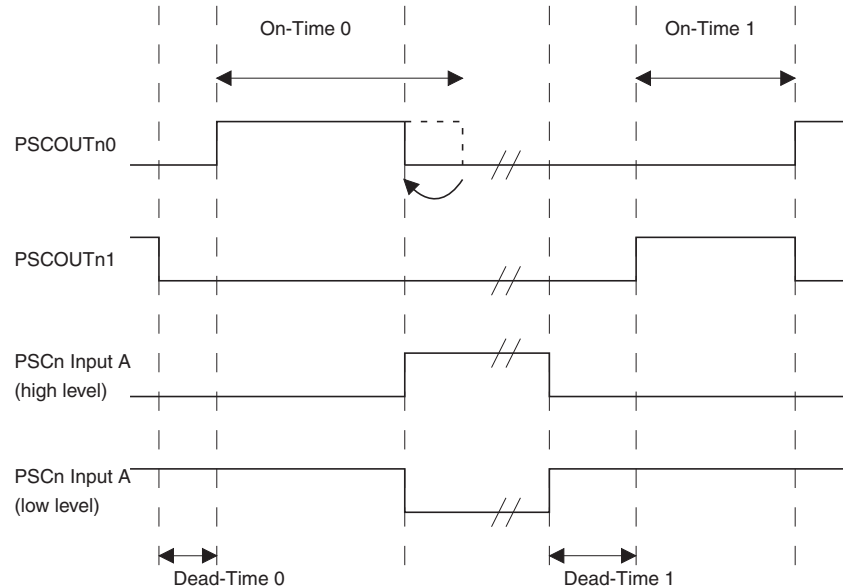 On-Time 0
On-Time 1
PSCOUTn0
PSCOUTn1
PSCn Input A
(high level)
PSCn Input A
(low level)
Dead-Time 0
Dead-Time 1